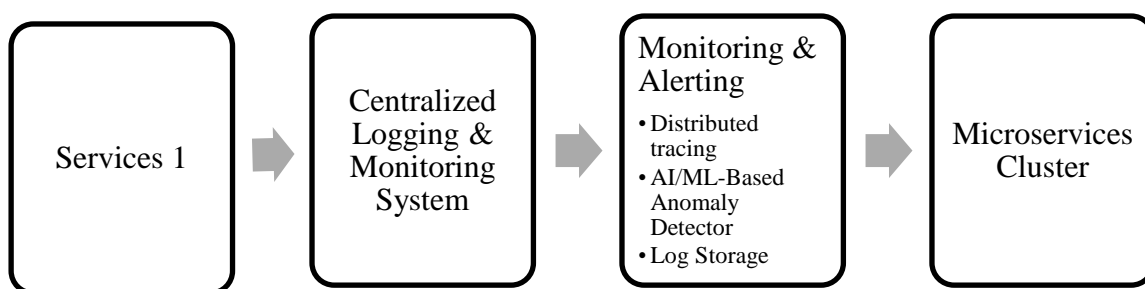 Services 1
Centralized
Logging &
Monitoring
System
Monitoring &
Alerting
• Distributed
tracing
• AI/ML-Based
Anomaly
Detector
• Log Storage
Microservices
Cluster